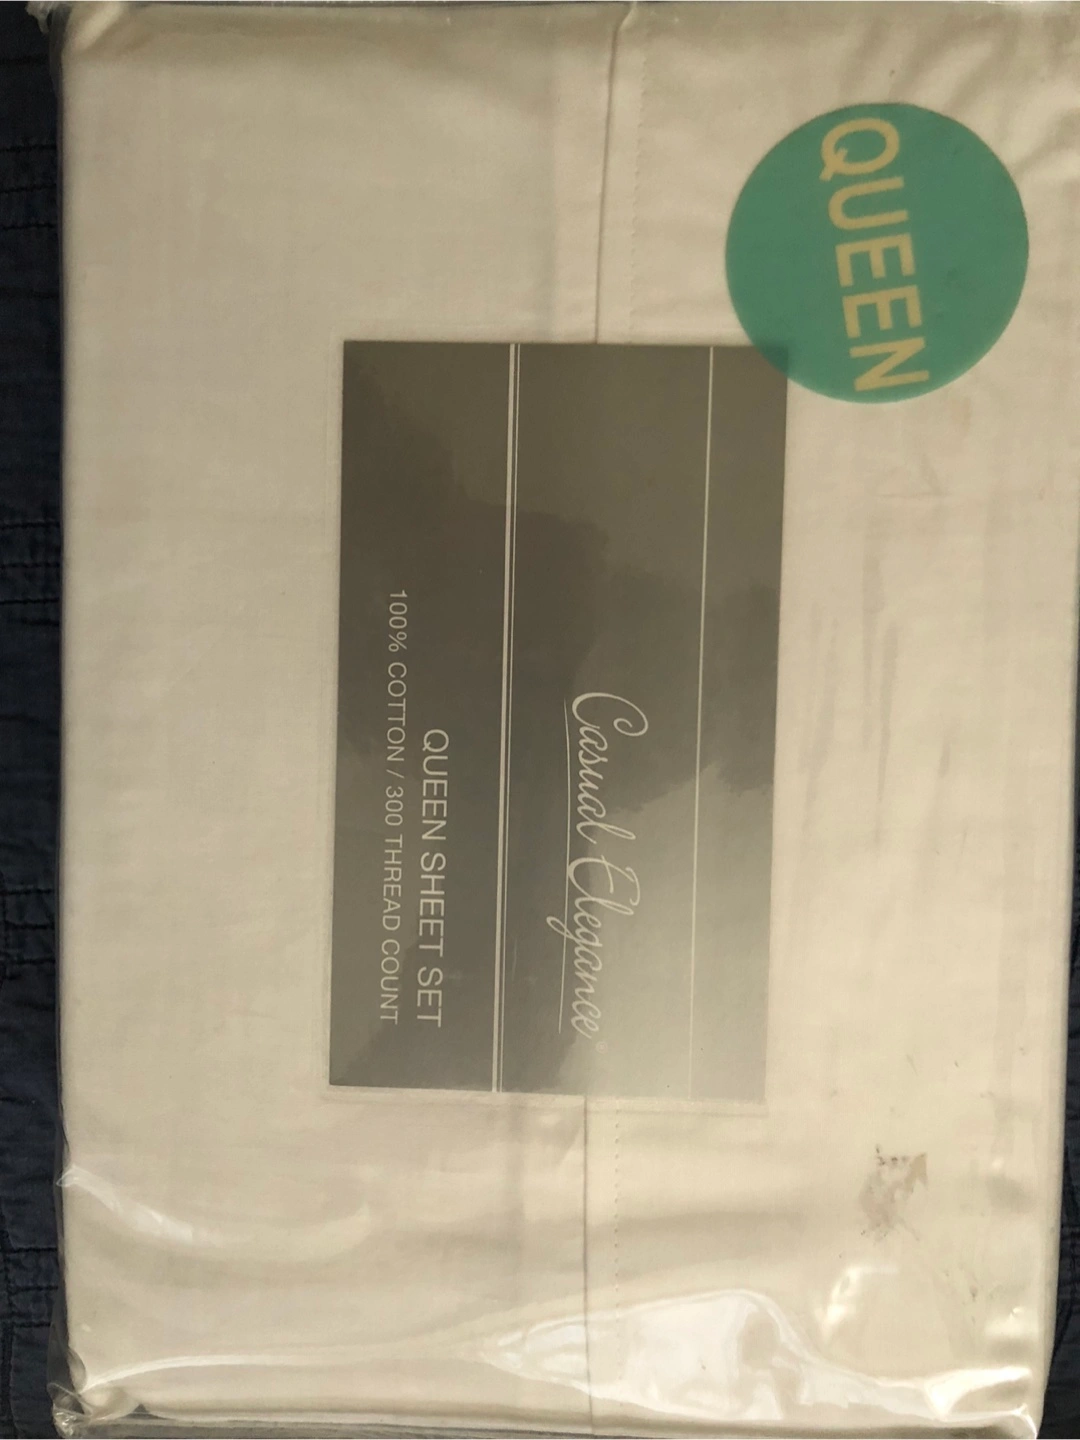 QUEEN
Casual Elegance®
QUEEN SHEET SET
100% COTTON / 300 THREAD COUNT